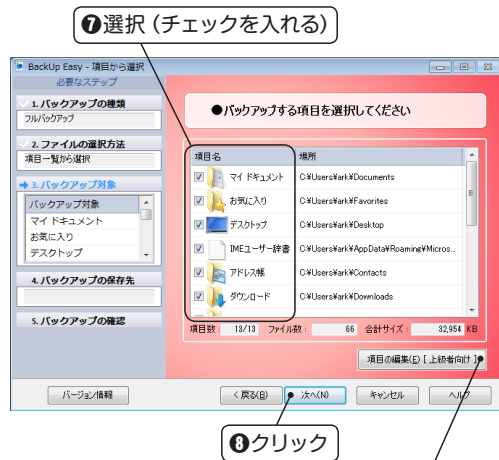 ❼選択（チェックを入れる）
BackUp Easy - 項目から選択
必要なステップ
1. バックアップの種類
フルバックアップ
2. ファイルの選択方法
項目一覧から選択
3. バックアップ対象
バックアップ対象
マイ ドキュメント
お気に入り
デスクトップ
4. バックアップの保存先
5. バックアップの確認
●バックアップする項目を選択してください
項目名 場所
マイ ドキュメント C:¥Users¥ark¥Documents
お気に入り C:¥Users¥ark¥Favorites
デスクトップ C:¥Users¥ark¥Desktop
IMEユーザー辞書 C:¥Users¥ark¥AppData¥Roaming¥Micros...
アドレス帳 C:¥Users¥ark¥Contacts
ダウンロード C:¥Users¥ark¥Downloads
項目数: 13/13 ファイル数: 66 合計サイズ: 32,954 KB
項目の編集(E) [ 上級者向け ]
バージョン情報 < 戻る(B) 次へ(N) キャンセル ヘルプ
❽クリック